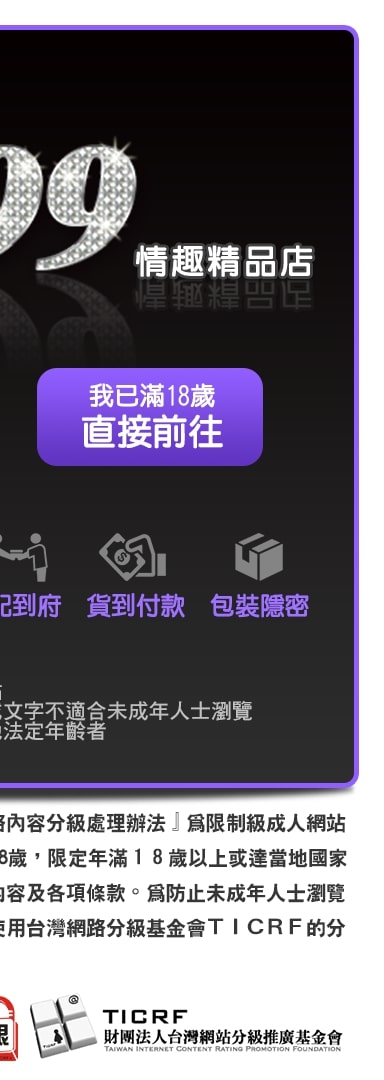 99
情趣精品店
我已滿18歲
直接前往
配到府 貨到付款 包裝隱密
文字不適合未成年人士瀏覽
法定年齡者
內容分級處理辦法』爲限制級成人網站
8歲，限定年滿１８歲以上或達當地國家
內容及各項條款。爲防止未成年人士瀏覽
使用台灣網路分級基金會ＴＩＣＲＦ的分
限
TICRF
財團法人台灣網站分級推廣基金會
TAIWAN INTERNET CONTENT RATING PROMOTION FOUNDATION